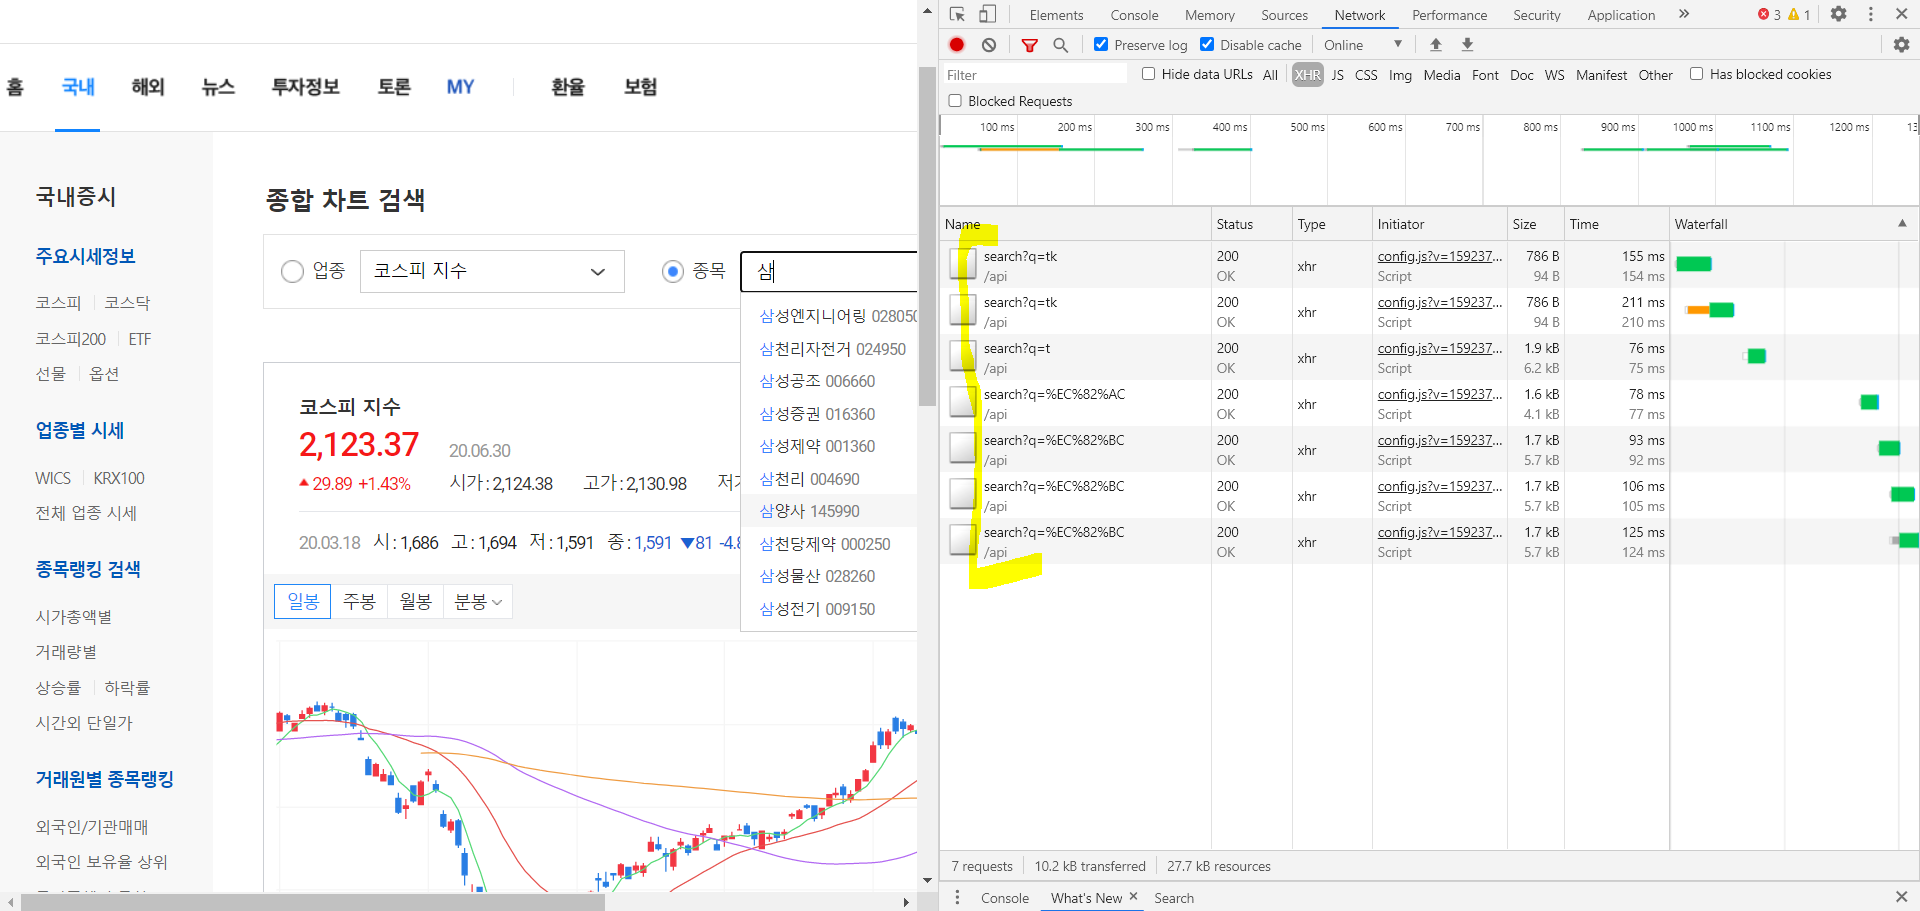 홈 국내 해외 뉴스 투자정보 토론 MY 환율 보험
국내증시
주요시세정보
코스피 코스닥
코스피200 ETF
선물 옵션
업종별 시세
WICS KRX100
전체 업종 시세
종목랭킹 검색
시가총액별
거래량별
상승률 하락률
시간외 단일가
거래원별 종목랭킹
외국인/기관매매
외국인 보유율 상위
종합 차트 검색
업종 코스피 지수 종목 삼
삼성엔지니어링 028050
삼천리자전거 024950
삼성공조 006660
삼성증권 016360
삼성제약 001360
삼천리 004690
삼양사 145990
삼천당제약 000250
삼성물산 028260
삼성전기 009150
코스피 지수
2,123.37 20.06.30
29.89 +1.43% 시가 : 2,124.38 고가 : 2,130.98
20.03.18 시 : 1,686 고 : 1,694 저 : 1,591 종 : 1,591 ▼81
일봉 주봉 월봉 분봉
Elements Console Memory Sources Network Performance Security Application » 3 1
Preserve log Disable cache Online
Filter Hide data URLs All XHR JS CSS Img Media Font Doc WS Manifest Other Has blocked cookies
Blocked Requests
100 ms 200 ms 300 ms 400 ms 500 ms 600 ms 700 ms 800 ms 900 ms 1000 ms 1100 ms 1200 ms
Name Status Type Initiator Size Time Waterfall
search?q=tk 200 xhr config.js?v=159237... 786 B 155 ms
/api OK Script 94 B 154 ms
search?q=tk 200 xhr config.js?v=159237... 786 B 211 ms
/api OK Script 94 B 210 ms
search?q=t 200 xhr config.js?v=159237... 1.9 kB 76 ms
/api OK Script 6.2 kB 75 ms
search?q=%EC%82%AC 200 xhr config.js?v=159237... 1.6 kB 78 ms
/api OK Script 4.1 kB 77 ms
search?q=%EC%82%BC 200 xhr config.js?v=159237... 1.7 kB 93 ms
/api OK Script 5.7 kB 92 ms
search?q=%EC%82%BC 200 xhr config.js?v=159237... 1.7 kB 106 ms
/api OK Script 5.7 kB 105 ms
search?q=%EC%82%BC 200 xhr config.js?v=159237... 1.7 kB 125 ms
/api OK Script 5.7 kB 124 ms
7 requests 10.2 kB transferred 27.7 kB resources
Console What's New × Search